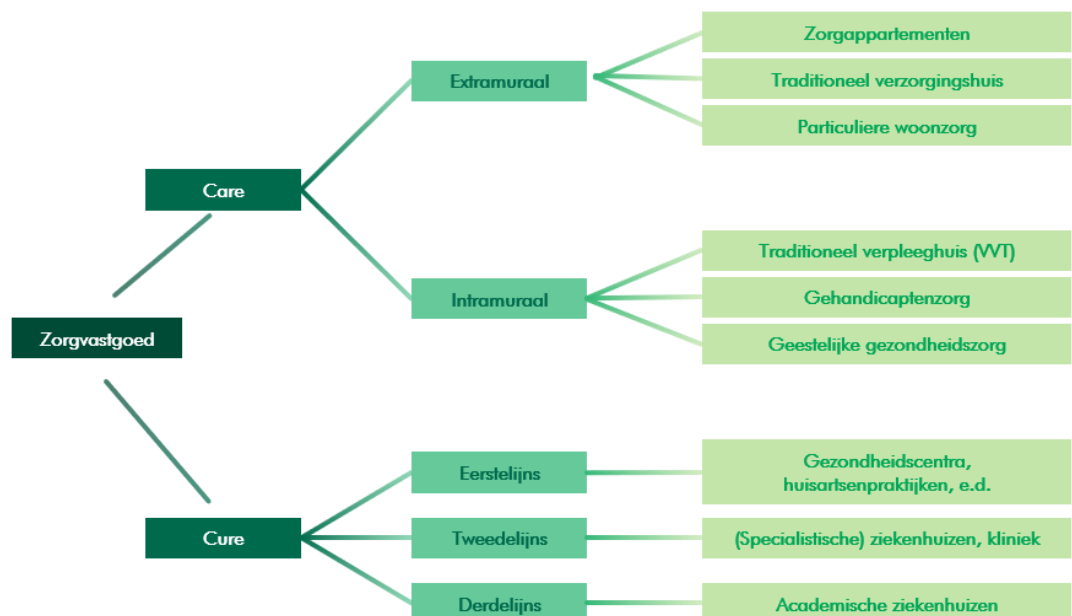 Zorgvastgoed
Care
Extramuraal
Zorgappartementen
Traditioneel verzorgingshuis
Particuliere woonzorg
Intramuraal
Traditioneel verpleeghuis (VVT)
Gehandicaptenzorg
Geestelijke gezondheidszorg
Cure
Eerstelijns
Gezondheidscentra,
huisartsenpraktijken, e.d.
Tweedelijns
(Specialistische) ziekenhuizen, kliniek
Derdelijns
Academische ziekenhuizen